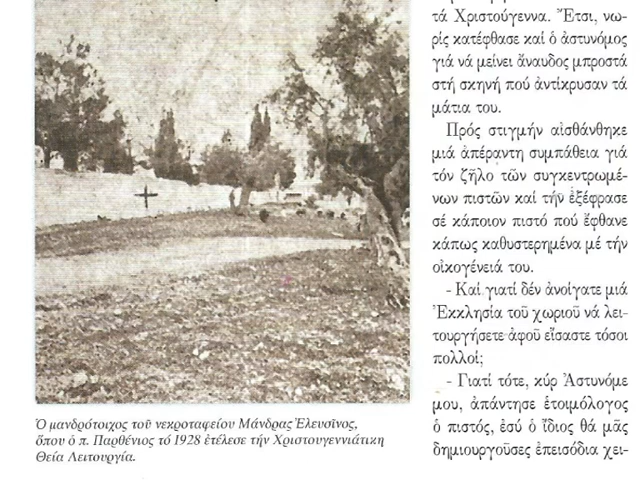 τά Χριστούγεννα. Ἔτσι, νω-
ρίς κατέφθασε καί ὁ ἀστυνόμος
γιά νά μείνει ἄναυδος μπροστά
στή σκηνή πού ἀντίκρυσαν τά
μάτια του.
Πρός στιγμήν αἰσθάνθηκε
μιά ἀπέραντη συμπάθεια γιά
τόν ζῆλο τῶν συγκεντρωμέ-
νων πιστῶν καί τήν ἐξέφρασε
σέ κάποιον πιστό πού ἔφθανε
κάπως καθυστερημένα μέ τήν
οἰκογένειά του.
- Καί γιατί δέν ἀνοίγατε μιά
Ἐκκλησία τοῦ χωριοῦ νά λει-
τουργήσετε ἀφοῦ εἴσαστε τόσοι
πολλοί;
- Γιατί τότε, κύρ Ἀστυνόμε
μου, ἀπάντησε ἑτοιμόλογος
ὁ πιστός, ἐσύ ὁ ἴδιος θά μᾶς
δημιουργοῦσες ἐπεισόδια χει-
Ὁ μανδρότοιχος τοῦ νεκροταφείου Μάνδρας Ἐλευσῖνος,
ὅπου ὁ π. Παρθένιος τό 1928 ἐτέλεσε τήν Χριστουγεννιάτικη
Θεία Λειτουργία.